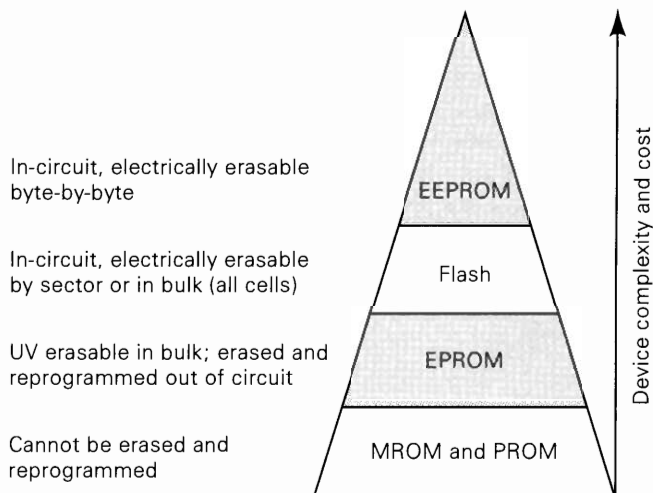 In-circuit, electrically erasable
byte-by-byte
EEPROM
In-circuit, electrically erasable
by sector or in bulk (all cells)
Flash
UV erasable in bulk; erased and
reprogrammed out of circuit
EPROM
Cannot be erased and
reprogrammed
MROM and PROM
Device complexity and cost